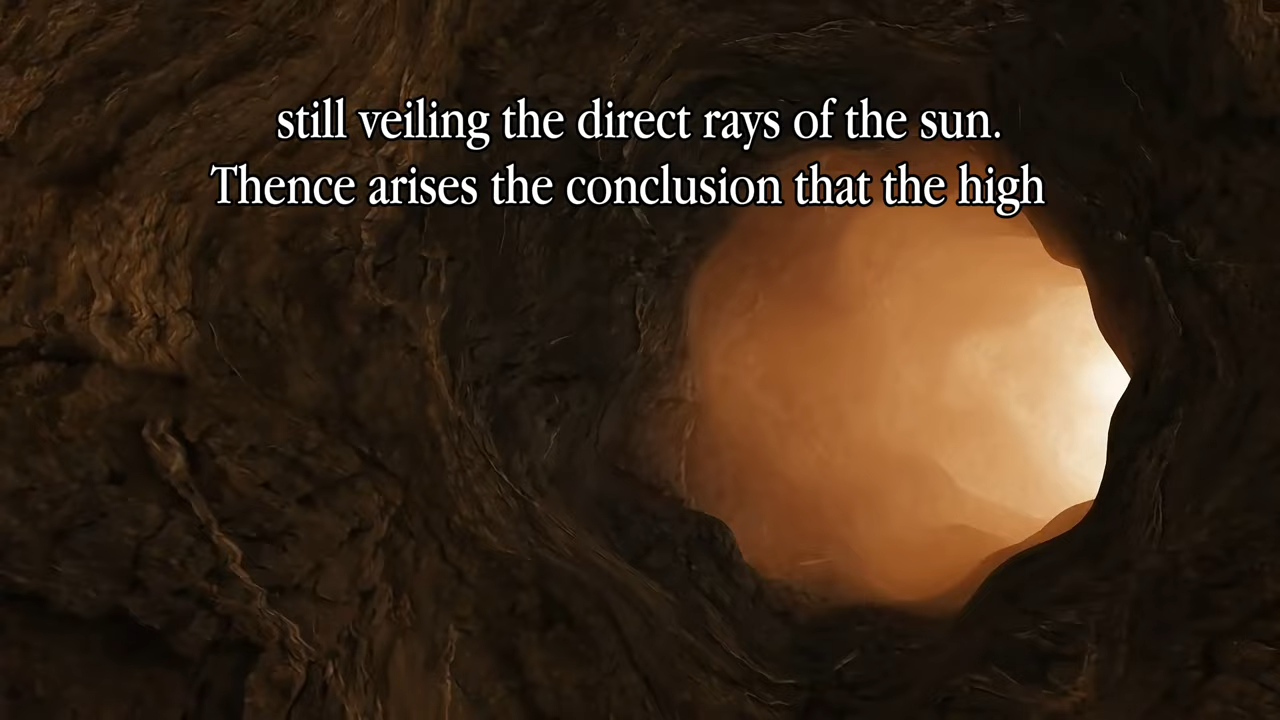 still veiling the direct rays of the sun.
Thence arises the conclusion that the high